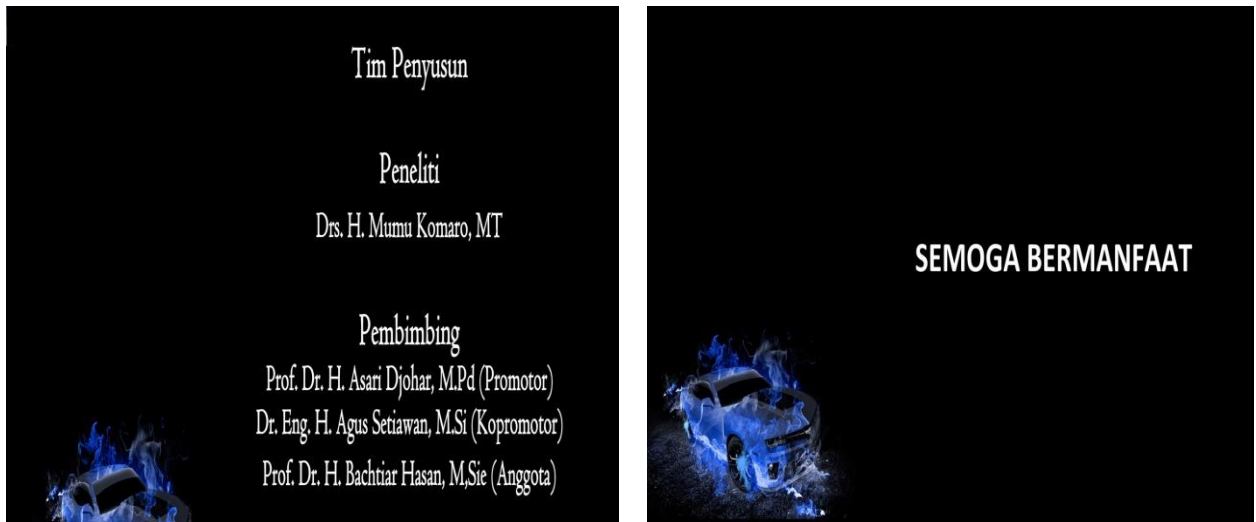 Tim Penyusun
Peneliti
Drs. H. Mumu Komaro, MT
Pembimbing
Prof. Dr. H. Asari Djohar, M.Pd (Promotor)
Dr. Eng. H. Agus Setiawan, M.Si (Kopromotor)
Prof. Dr. H. Bachtiar Hasan, M,Sie (Anggota)
SEMOGA BERMANFAAT